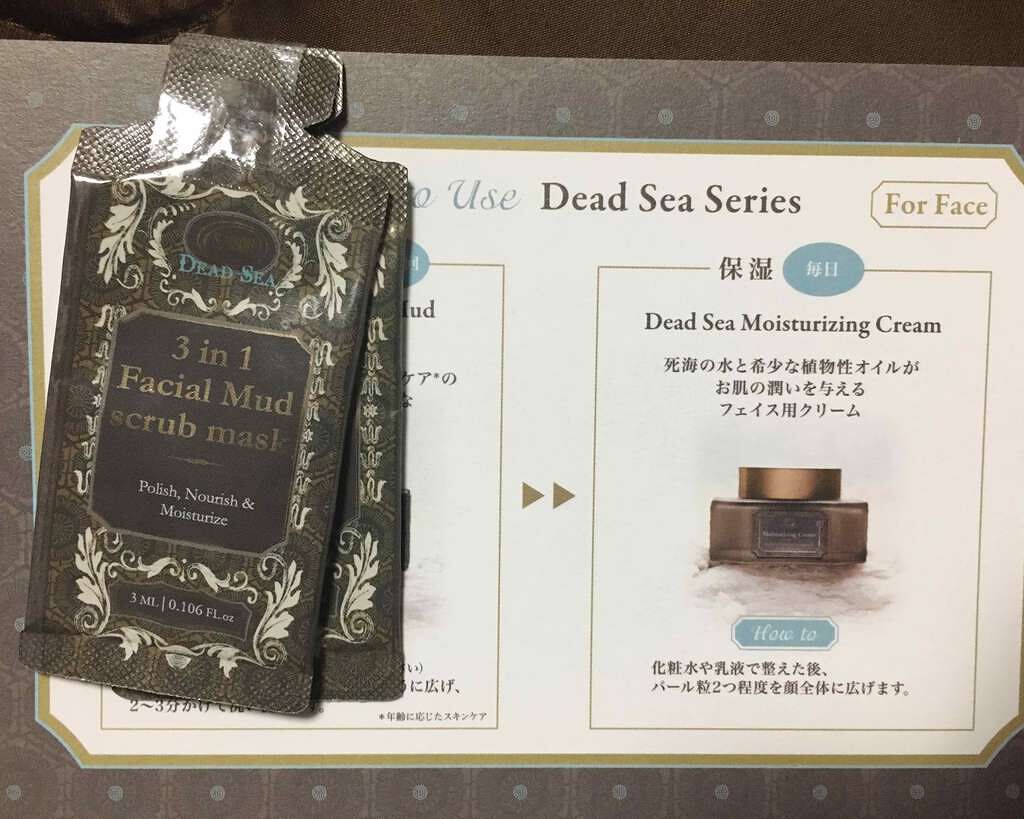 DEAD SEA
3 in 1
Facial Mud
scrub mask
Polish, Nourish &
Moisturize
3 ML | 0.106 FL.oz
Use Dead Sea Series
For Face
ケア*の
に広げ、
2〜3分かけて
*年齢に応じたスキンケア
保湿 毎日
Dead Sea Moisturizing Cream
死海の水と希少な植物性オイルが
お肌の潤いを与える
フェイス用クリーム
Moisturizing Cream
How to
化粧水や乳液で整えた後、
パール粒2つ程度を顔全体に広げます。